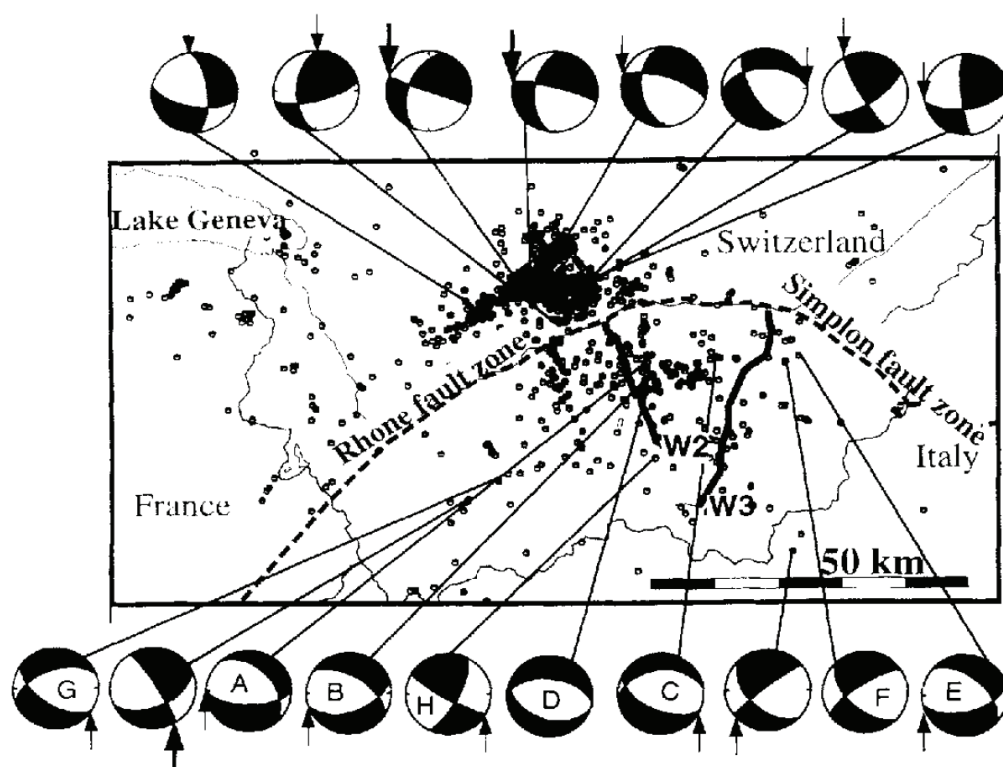 Lake Geneva
Switzerland
Simplon fault zone
Rhone fault zone
W2
Italy
W3
France
50 km
G
A
B
H
D
C
F
E